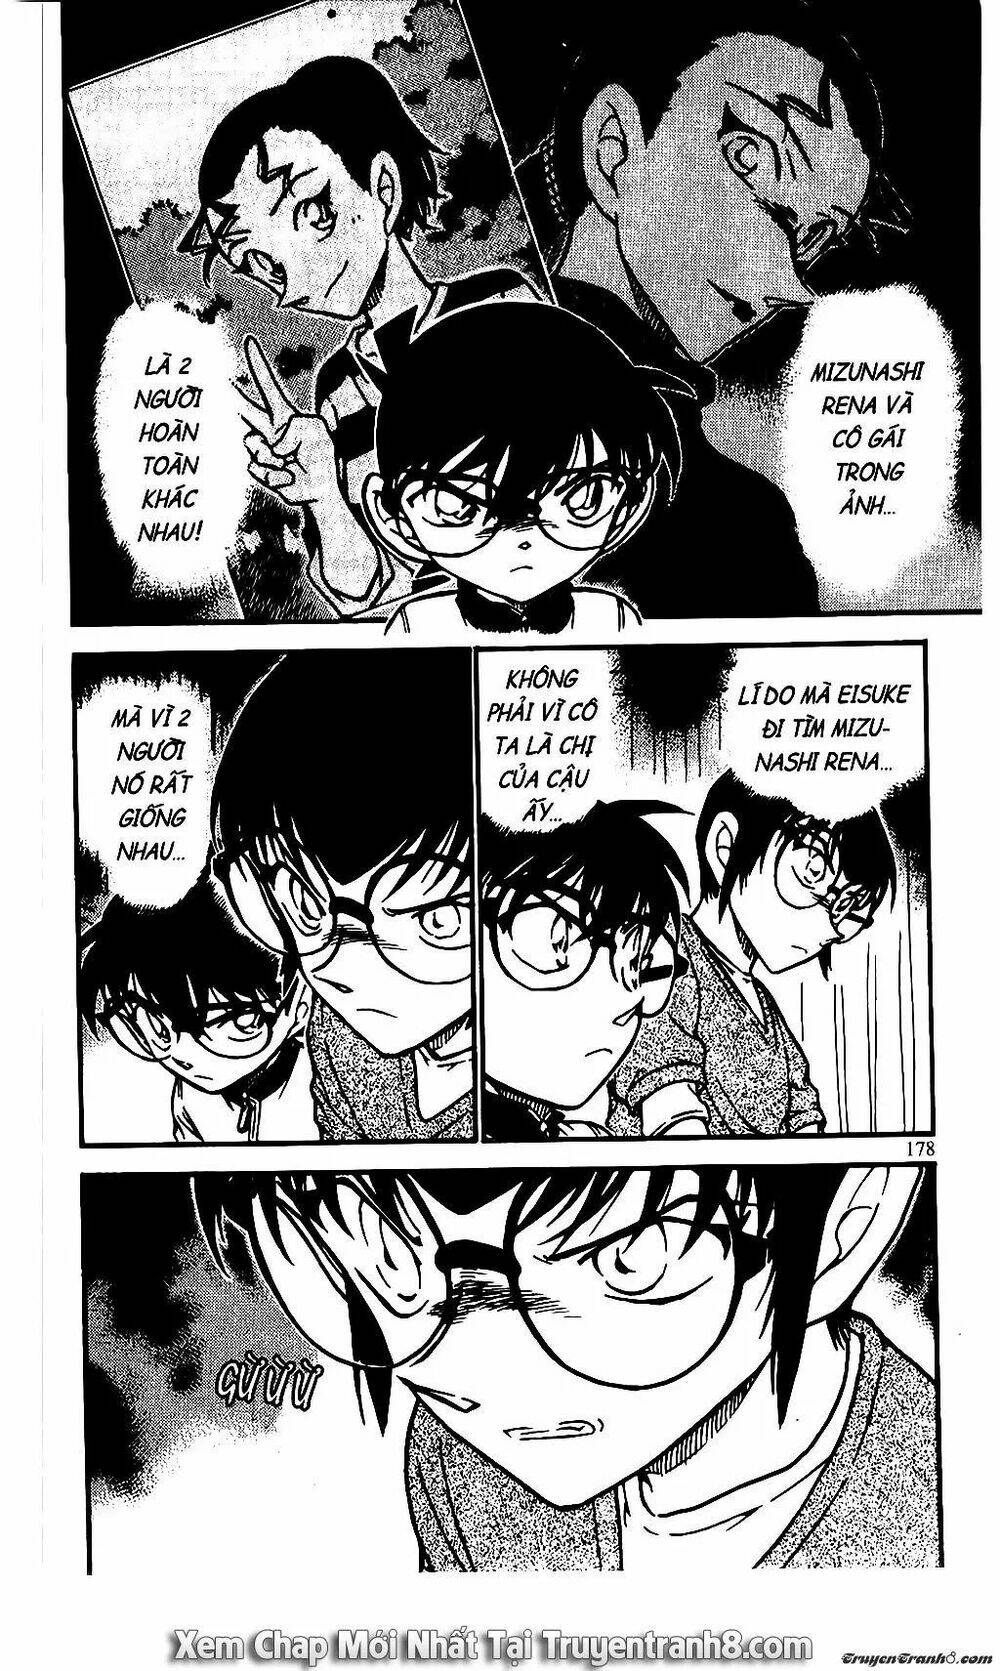 MIZUNASHI
RENA VÀ
CÔ GÁI
TRONG
ẢNH...
LÀ 2
NGƯỜI
HOÀN
TOÀN
KHÁC
NHAU!
LÍ DO MÀ EISUKE
ĐI TÌM MIZU-
NASHI RENA...
KHÔNG
PHẢI VÌ CÔ
TA LÀ CHỊ
CỦA CẬU
ẤY...
MÀ VÌ 2
NGƯỜI
NÓ RẤT
GIỐNG
NHAU...
178
GỪ Ừ Ừ
Xem Chap Mới Nhất Tại Truyentranh8.com
TruyenTranh8.com